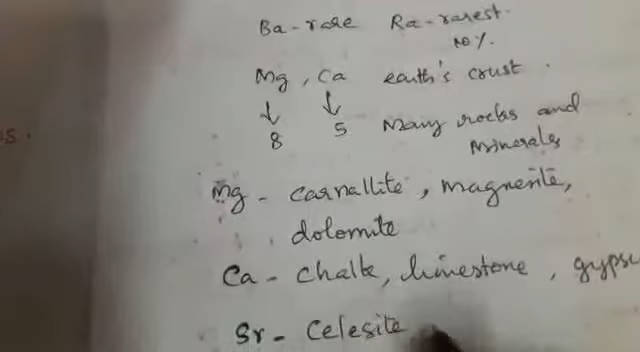 Ba - rare Ra - rarest.
10%.
Mg, Ca earth's crust.
8 5 Many rocks and
Minerals
Mg - carnallite, magnesite,
dolomite
Ca - chalk, limestone, gypsu
Sr - Celesite